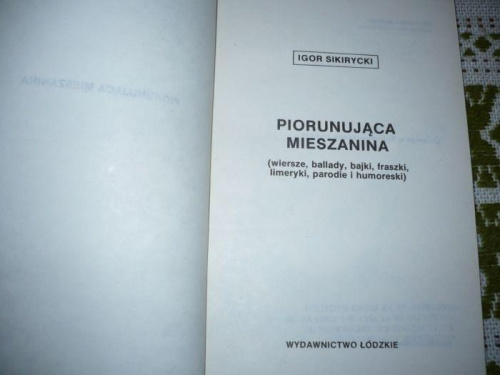 IGOR SIKIRYCKI
PIORUNUJĄCA
MIESZANINA
(wiersze, ballady, bajki, fraszki,
limeryki, parodie i humoreski)
WYDAWNICTWO ŁÓDZKIE